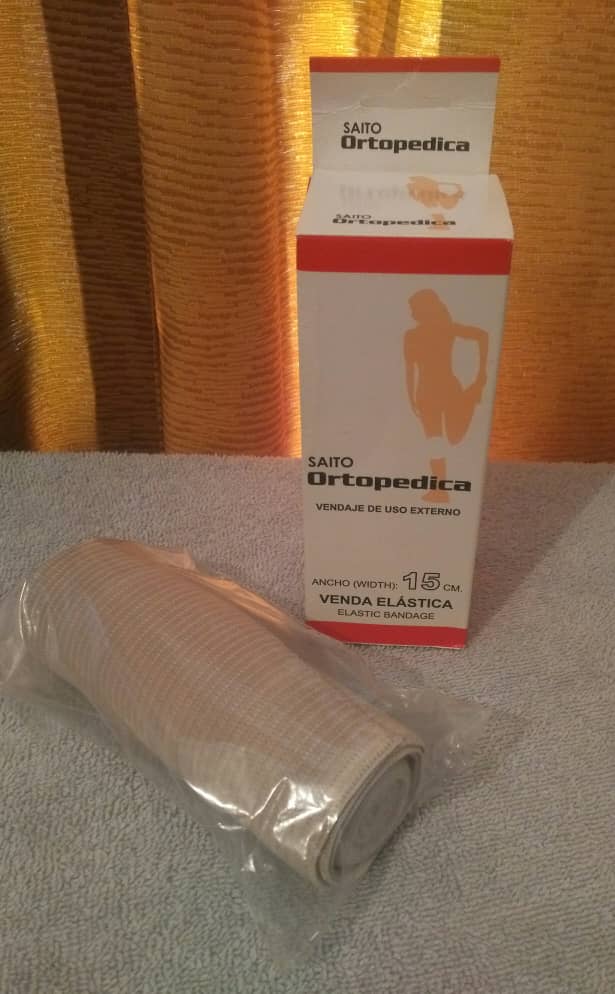 SAITO
Ortopedica
SAITO
Ortopedica
SAITO
Ortopedica
VENDAJE DE USO EXTERNO
ANCHO (WIDTH): 15 CM.
VENDA ELÁSTICA
ELASTIC BANDAGE